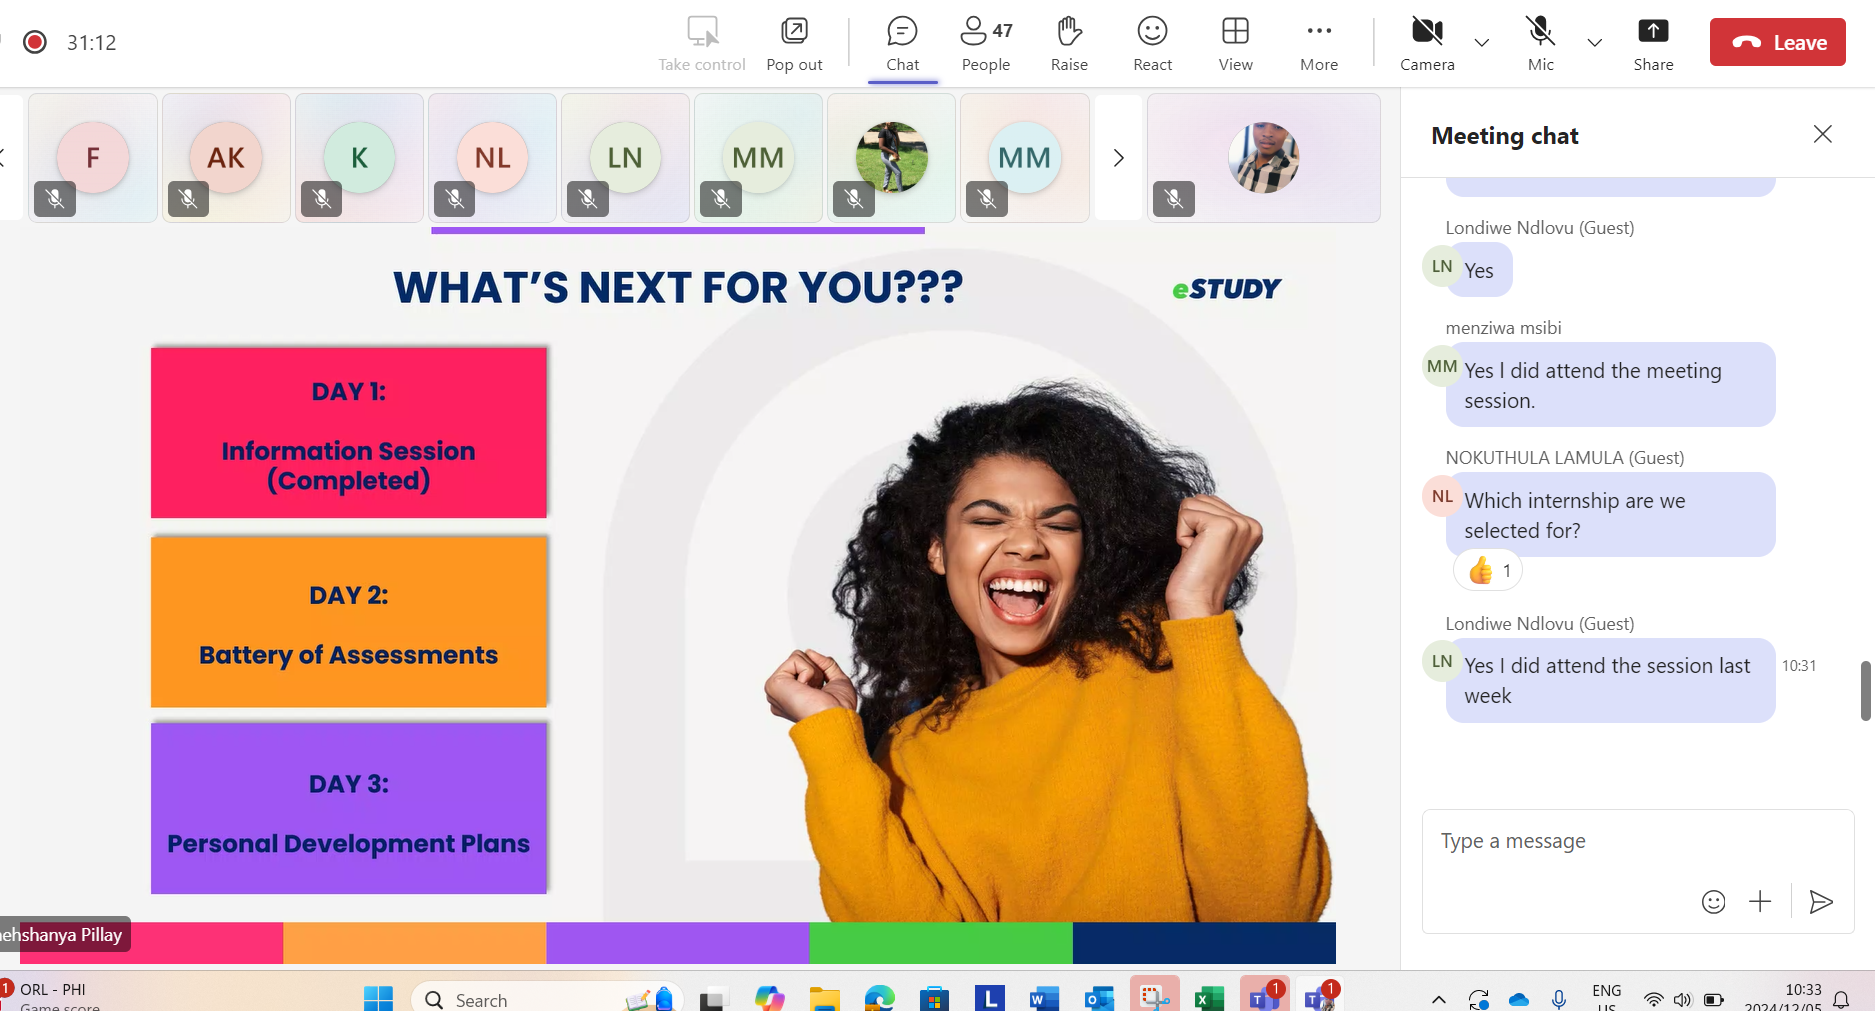 31:12
Take control
Pop out
Chat
47
People
Raise
React
View
More
Camera
Mic
Share
Leave
F
AK
K
NL
LN
MM
MM
WHAT'S NEXT FOR YOU???
eSTUDY
DAY 1:
Information Session
(Completed)
DAY 2:
Battery of Assessments
DAY 3:
Personal Development Plans
Pillay
Meeting chat
Londiwe Ndlovu (Guest)
LN
Yes
menziwa msibi
MM
Yes I did attend the meeting
session.
NOKUTHULA LAMULA (Guest)
NL
Which internship are we
selected for?
1
Londiwe Ndlovu (Guest)
LN
Yes I did attend the session last
week
10:31
Type a message
1
ORL - PHI
Game score
Search
L
W
O
X
T
1
T
1
ENG
US
10:33
2024/12/05